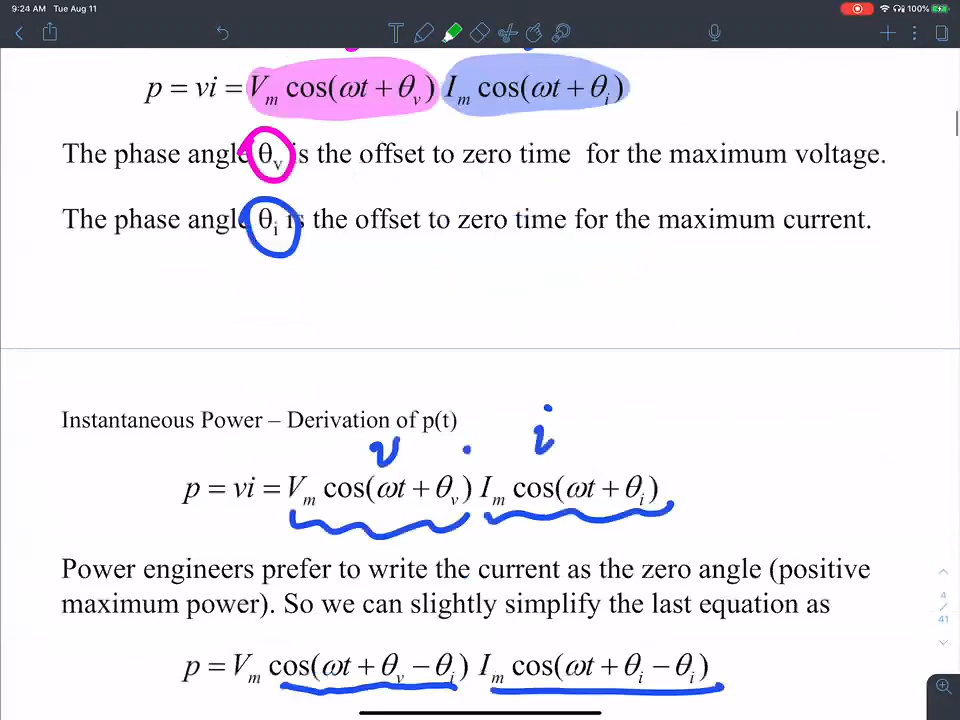 9:24 AM Tue Aug 11
100%
p = vi = V_m cos(ωt + θ_v) I_m cos(ωt + θ_i)
The phase angle θ_v is the offset to zero time for the maximum voltage.
The phase angle θ_i is the offset to zero time for the maximum current.
Instantaneous Power – Derivation of p(t)
v · i
p = vi = V_m cos(ωt + θ_v) I_m cos(ωt + θ_i)
Power engineers prefer to write the current as the zero angle (positive
maximum power). So we can slightly simplify the last equation as
p = V_m cos(ωt + θ_v − θ_i) I_m cos(ωt + θ_i − θ_i)
4
/
41